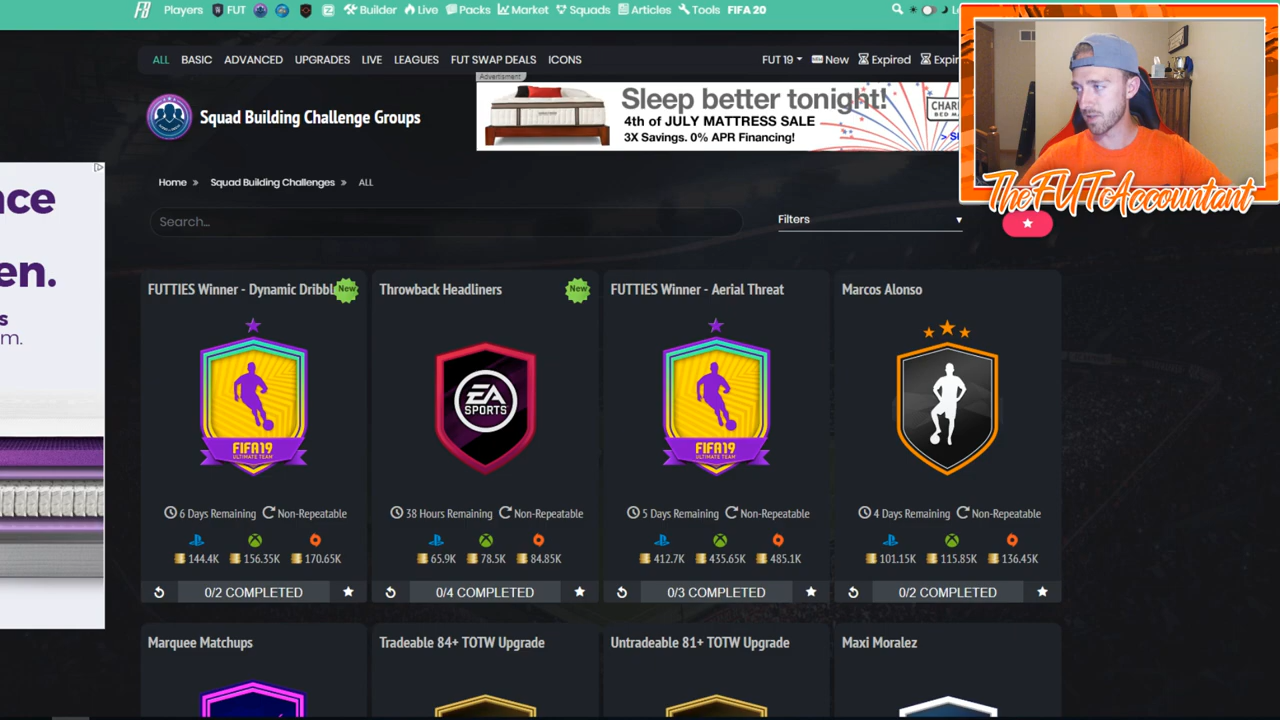 F8 Players FUT Builder Live Packs Market Squads Articles Tools FIFA 20
ALL BASIC ADVANCED UPGRADES LIVE LEAGUES FUT SWAP DEALS ICONS FUT 19 New Expired
Advertisment
Squad Building Challenge Groups
Sleep better tonight!
4th of JULY MATTRESS SALE
3X Savings. 0% APR Financing!
TheFUTAccountant
Home » Squad Building Challenges » ALL
Search...
Filters
FUTTIES Winner - Dynamic Dribbl New
Throwback Headliners New
FUTTIES Winner - Aerial Threat
Marcos Alonso
FIFA19
ULTIMATE TEAM
EA
SPORTS
FIFA19
ULTIMATE TEAM
6 Days Remaining Non-Repeatable
38 Hours Remaining Non-Repeatable
5 Days Remaining Non-Repeatable
4 Days Remaining Non-Repeatable
144.4K 156.35K 170.65K
65.9K 78.5K 84.85K
412.7K 435.65K 485.1K
101.15K 115.85K 136.45K
0/2 COMPLETED
0/4 COMPLETED
0/3 COMPLETED
0/2 COMPLETED
Marquee Matchups
Tradeable 84+ TOTW Upgrade
Untradeable 81+ TOTW Upgrade
Maxi Moralez